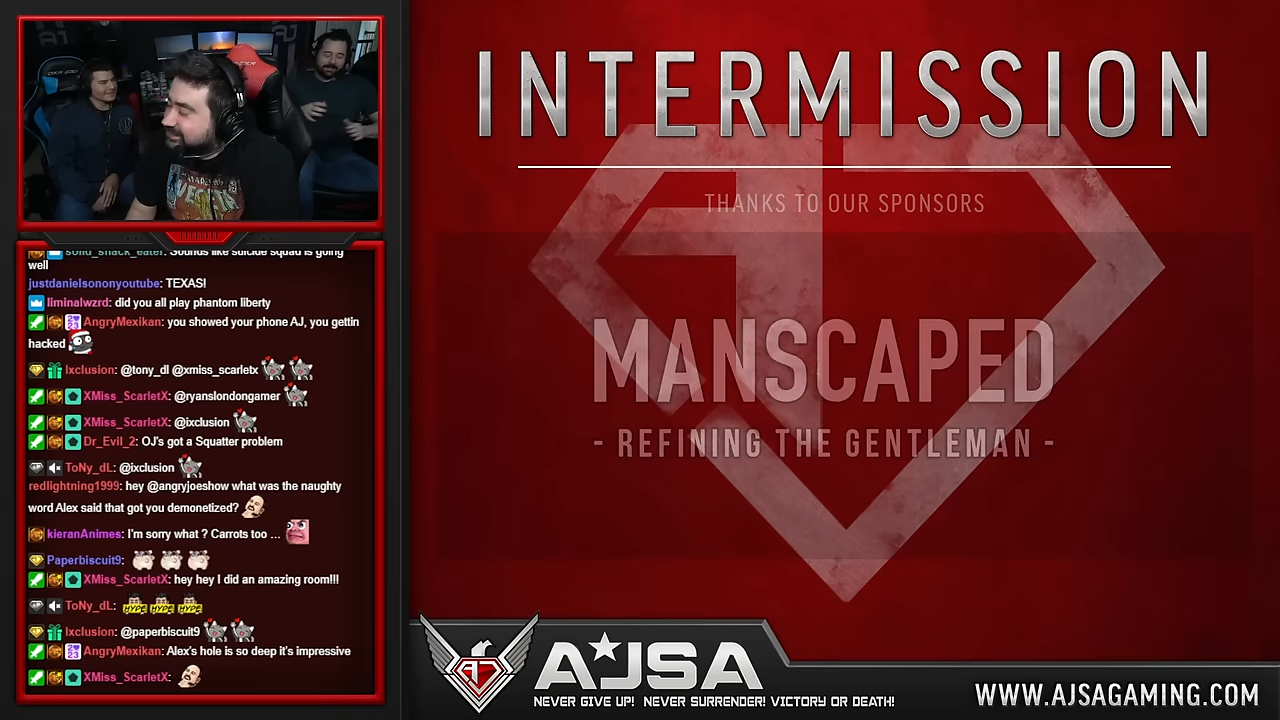 INTERMISSION
THANKS TO OUR SPONSORS
MANSCAPED
- REFINING THE GENTLEMAN -
solid_snack_eater: Sounds like suicide squad is going
well
justdanielsononyoutube: TEXAS!
liminalwzrd: did you all play phantom liberty
AngryMexikan: you showed your phone AJ, you gettin
hacked
Ixclusion: @tony_dl @xmiss_scarletx
XMiss_ScarletX: @ryanslondongamer
XMiss_ScarletX: @ixclusion
Dr_Evil_2: OJ's got a Squatter problem
ToNy_dL: @ixclusion
redlightning1999: hey @angryjoeshow what was the naughty
word Alex said that got you demonetized?
kieranAnimes: I'm sorry what ? Carrots too ...
Paperbiscuit9:
XMiss_ScarletX: hey hey I did an amazing room!!!
ToNy_dL: HYPE HYPE HYPE
Ixclusion: @paperbiscuit9
AngryMexikan: Alex's hole is so deep it's impressive
XMiss_ScarletX:
AJSA
NEVER GIVE UP! NEVER SURRENDER! VICTORY OR DEATH!
WWW.AJSAGAMING.COM